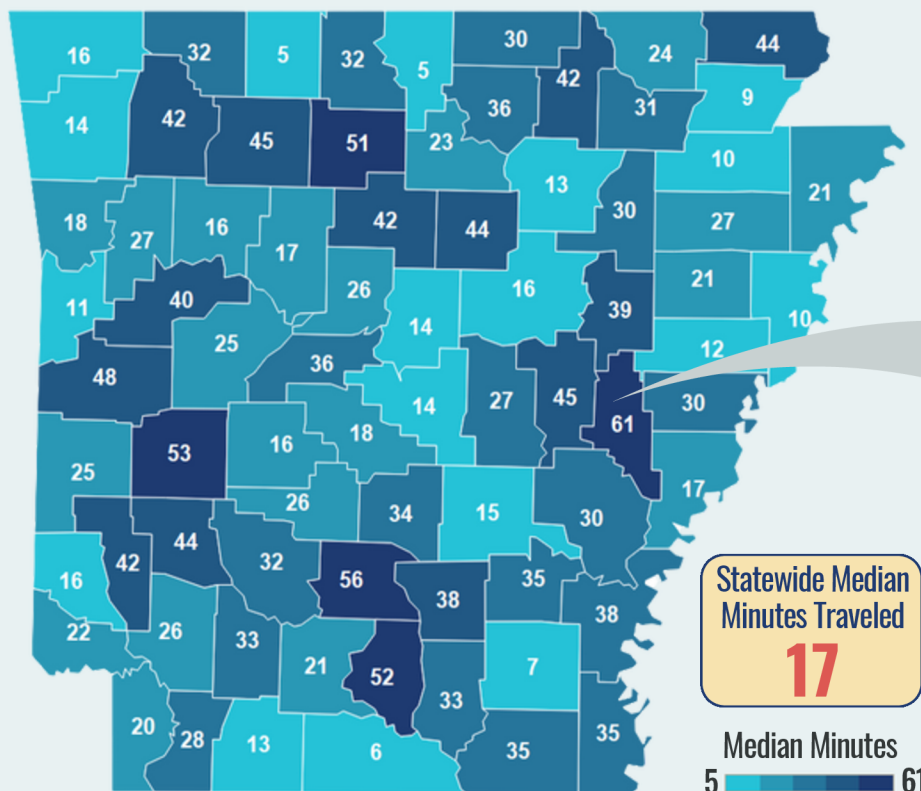 16 32 5 32 5 30 42 24 44
14 42 45 51 23 36 31 9
13 10 21
18 27 16 17 42 44 30 27
11 40 26 14 16 39 21 10
48 25 36 14 27 45 12
61 30
25 53 16 18 17
26 34 15 30
16 42 44 32 56 38 35 38
22 26 33 21 52 33 7
20 28 13 6 35 35
Statewide Median
Minutes Traveled
17
Median Minutes
5 61